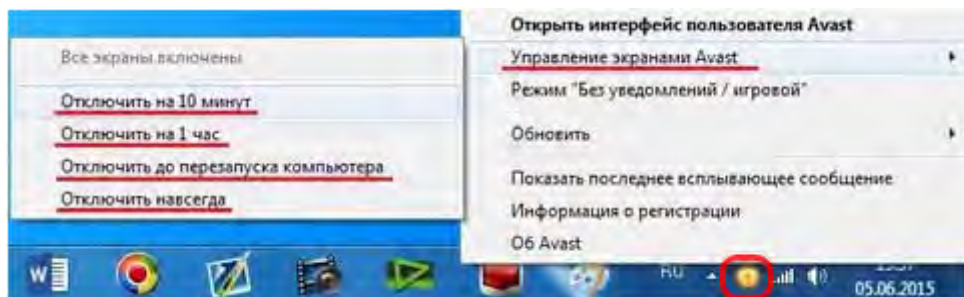 Все экраны включены
Отключить на 10 минут
Отключить на 1 час
Отключить до перезапуска компьютера
Отключить навсегда
Открыть интерфейс пользователя Avast
Управление экранами Avast
Режим "Без уведомлений / игровой"
Обновить
Показать последнее всплывающее сообщение
Информация о регистрации
Об Avast
W
RU
05.06.2015